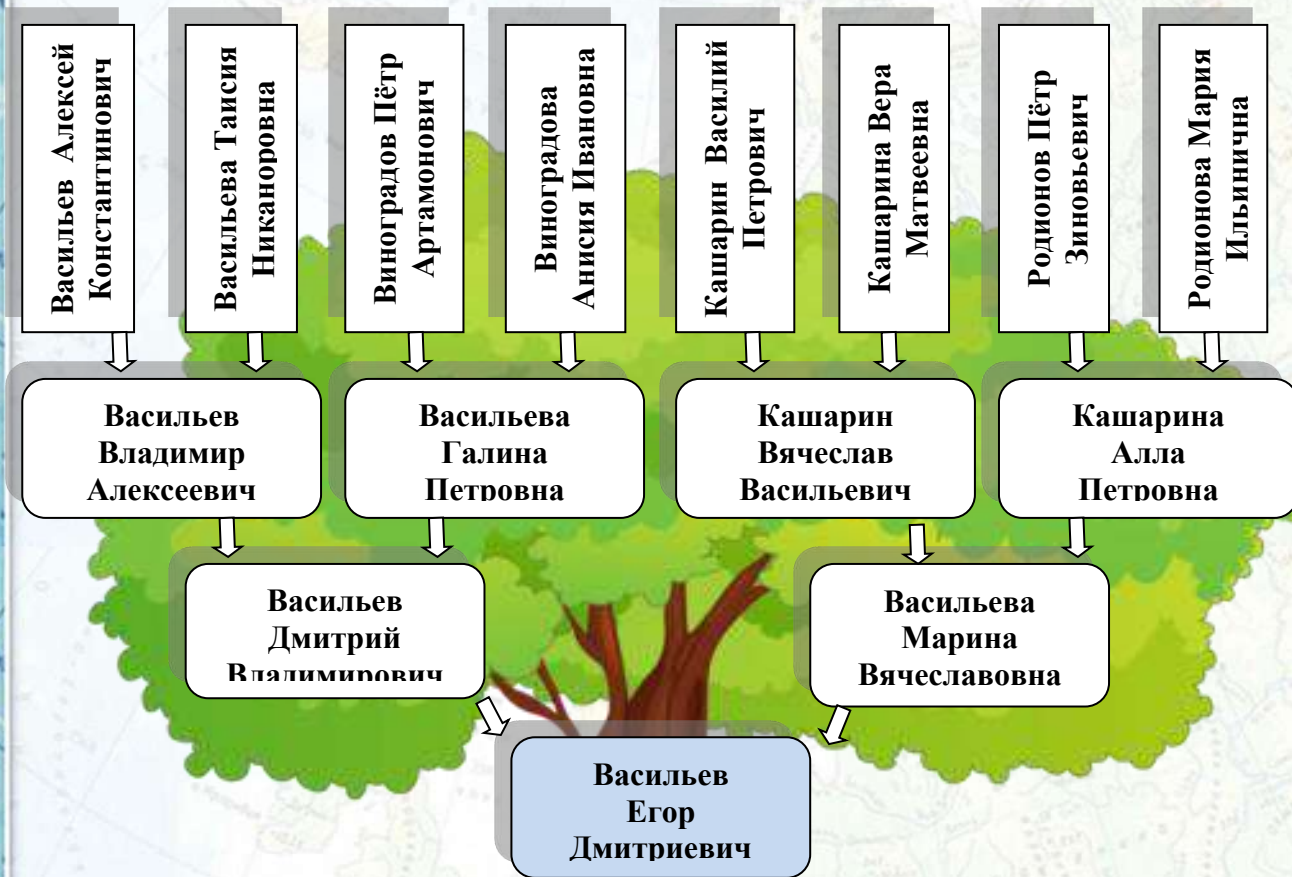 Васильев Алексей
Константинович
Васильева Таисия
Никаноровна
Виноградов Пётр
Артамонович
Виноградова
Анисия Ивановна
Кашарин Василий
Петрович
Кашарина Вера
Матвеевна
Родионов Пётр
Зиновьевич
Родионова Мария
Ильинична
Васильев
Владимир
Алексеевич
Васильева
Галина
Петровна
Кашарин
Вячеслав
Васильевич
Кашарина
Алла
Петровна
Васильев
Дмитрий
Владимирович
Васильева
Марина
Вячеславовна
Васильев
Егор
Дмитриевич